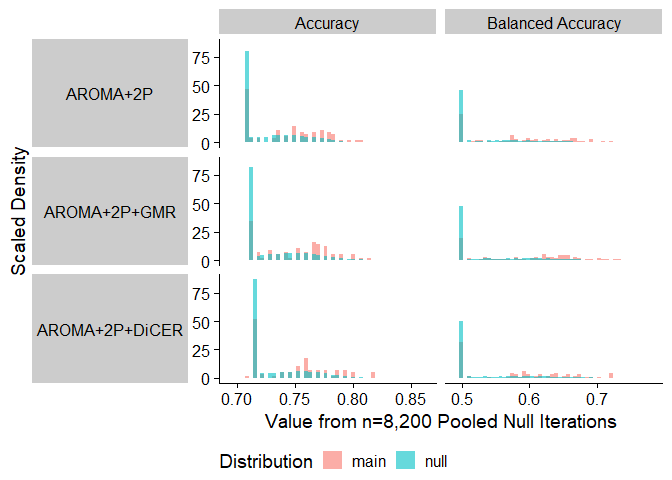 Accuracy
Balanced Accuracy
Scaled Density
AROMA+2P
75
50
25
0
AROMA+2P+GMR
75
50
25
0
AROMA+2P+DiCER
75
50
25
0
0.70 0.75 0.80 0.85
0.5 0.6 0.7
Value from n=8,200 Pooled Null Iterations
Distribution main null